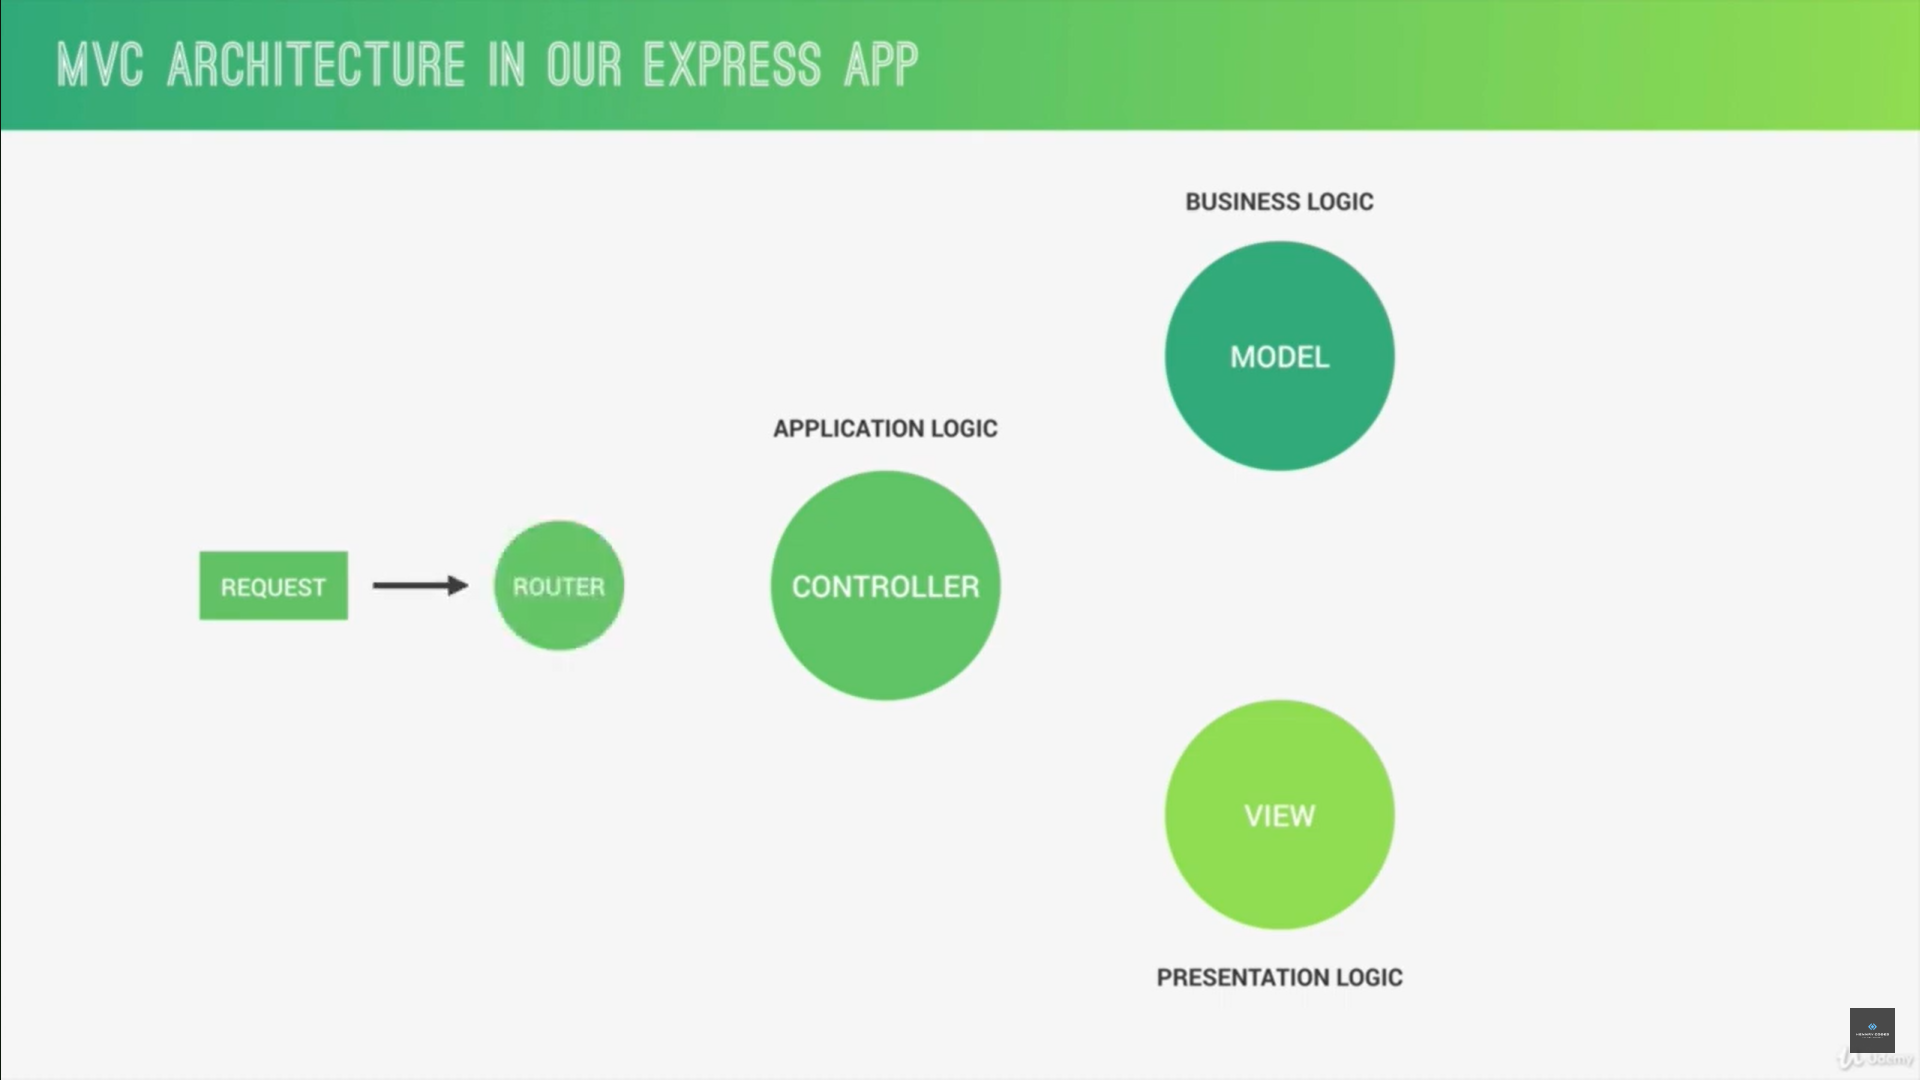 MVC ARCHITECTURE IN OUR EXPRESS APP
BUSINESS LOGIC
MODEL
APPLICATION LOGIC
REQUEST
ROUTER
CONTROLLER
VIEW
PRESENTATION LOGIC
Udemy